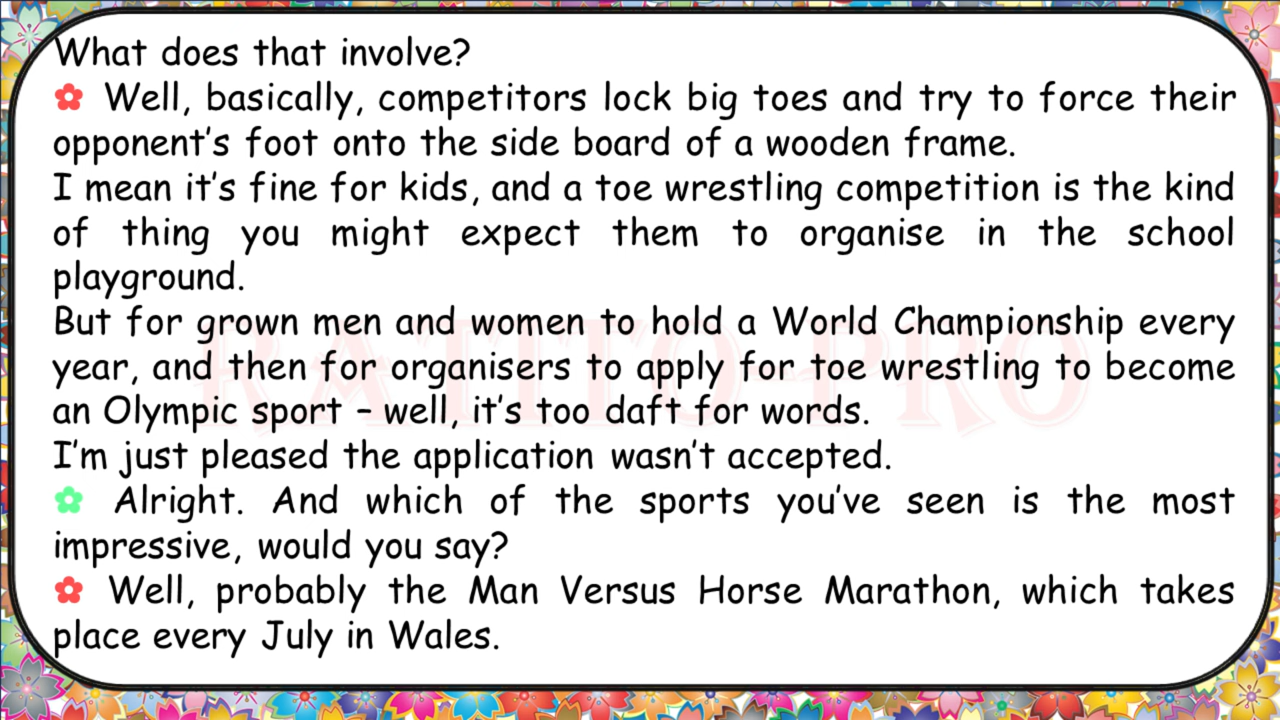 What does that involve?
Well, basically, competitors lock big toes and try to force their
opponent's foot onto the side board of a wooden frame.
I mean it's fine for kids, and a toe wrestling competition is the kind
of thing you might expect them to organise in the school
playground.
But for grown men and women to hold a World Championship every
year, and then for organisers to apply for toe wrestling to become
an Olympic sport – well, it's too daft for words.
I'm just pleased the application wasn't accepted.
Alright. And which of the sports you've seen is the most
impressive, would you say?
Well, probably the Man Versus Horse Marathon, which takes
place every July in Wales.
RATITO PRO